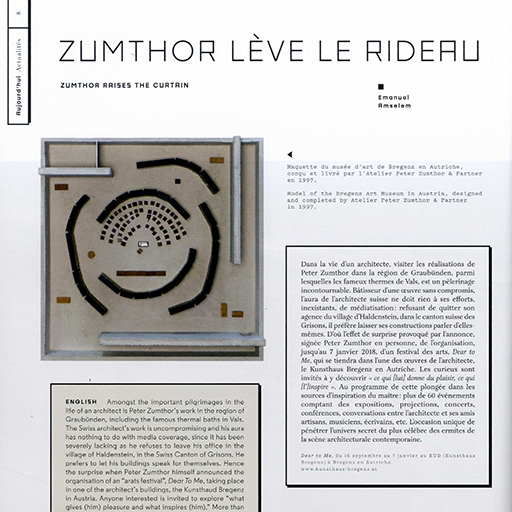 8
Aujourd'hui Actualités
ZUMTHOR LÈVE LE RIDEAU
ZUMTHOR RAISES THE CURTAIN
Emanuel
Amselem
Maquette du musée d'art de Bregenz en Autriche,
conçu et livré par l'Atelier Peter Zumthor & Partner
en 1997.
Model of the Bregenz Art Museum in Austria, designed
and completed by Atelier Peter Zumthor & Partner
in 1997.
Dans la vie d'un architecte, visiter les réalisations de
Peter Zumthor dans la région de Graubünden, parmi
lesquelles les fameux thermes de Vals, est un pèlerinage
incontournable. Bâtisseur d'une œuvre sans compromis,
l'aura de l'architecte suisse ne doit rien à ses efforts,
inexistants, de médiatisation : refusant de quitter son
agence du village d'Haldenstein, dans le canton suisse des
Grisons, il préfère laisser ses constructions parler d'elles-
mêmes. D'où l'effet de surprise provoqué par l'annonce,
signée Peter Zumthor en personne, de l'organisation,
jusqu'au 7 janvier 2018, d'un festival des arts, Dear to
Me, qui se tiendra dans l'une des œuvres de l'architecte,
le Kunsthaus Bregenz en Autriche. Les curieux sont
invités à y découvrir « ce qui [lui] donne du plaisir, ce qui
[l']inspire ». Au programme de cette plongée dans les
sources d'inspiration du maître : plus de 60 événements
comptant des expositions, projections, concerts,
conférences, conversations entre l'architecte et ses amis
artisans, musiciens, écrivains, etc. L'occasion unique de
pénétrer l'univers secret du plus célèbre des ermites de
la scène architecturale contemporaine.
Dear to Me, du 16 septembre au 7 janvier au KUB (Kunsthaus
Bregenz) à Bregenz en Autriche.
www.kunsthaus-bregenz.at
ENGLISH Amongst the important pilgrimages in the
life of an architect is Peter Zumthor's work in the region of
Graubünden, including the famous thermal baths in Vals.
The Swiss architect's work is uncompromising and his aura
has nothing to do with media coverage, since it has been
severely lacking as he refuses to leave his office in the
village of Haldenstein, in the Swiss Canton of Grisons. He
prefers to let his buildings speak for themselves. Hence
the surprise when Peter Zumthor himself announced the
organisation of an "arts festival", Dear To Me, taking place
in one of the architect's buildings, the Kunsthaud Bregenz
in Austria. Anyone interested is invited to explore "what
gives (him) pleasure and what inspires (him)." More than